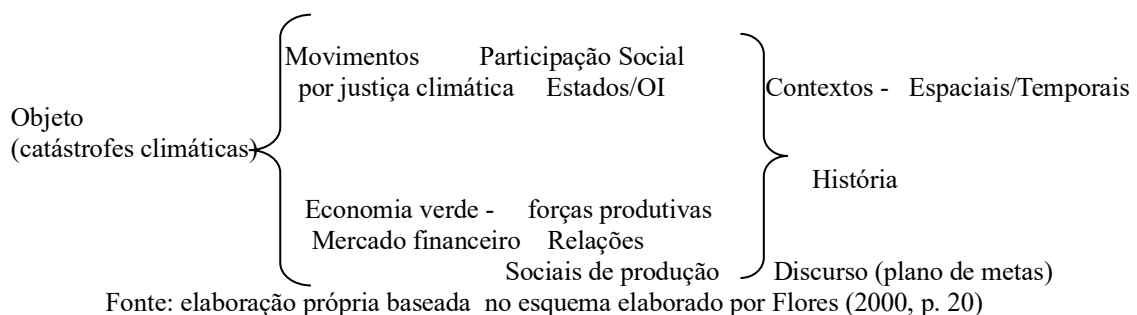 Movimentos Participação Social
por justiça climática Estados/OI Contextos - Espaciais/Temporais
Objeto
(catástrofes climáticas)
História
Economia verde - forças produtivas
Mercado financeiro Relações
Sociais de produção Discurso (plano de metas)
Fonte: elaboração própria baseada no esquema elaborado por Flores (2000, p. 20)